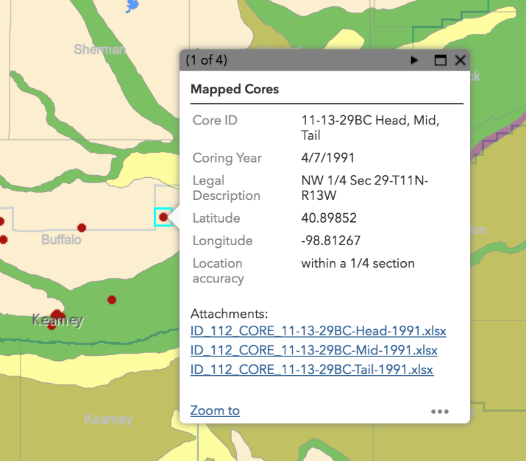 Sherman
(1 of 4)
Mapped Cores
Core ID 11-13-29BC Head, Mid,
Tail
Coring Year 4/7/1991
Legal NW 1/4 Sec 29-T11N-
Description R13W
Latitude 40.89852
Longitude -98.81267
Location within a 1/4 section
accuracy
Buffalo
Kearney
Attachments:
ID_112_CORE_11-13-29BC-Head-1991.xlsx
ID_112_CORE_11-13-29BC-Mid-1991.xlsx
ID_112_CORE_11-13-29BC-Tail-1991.xlsx
Zoom to
Kearney